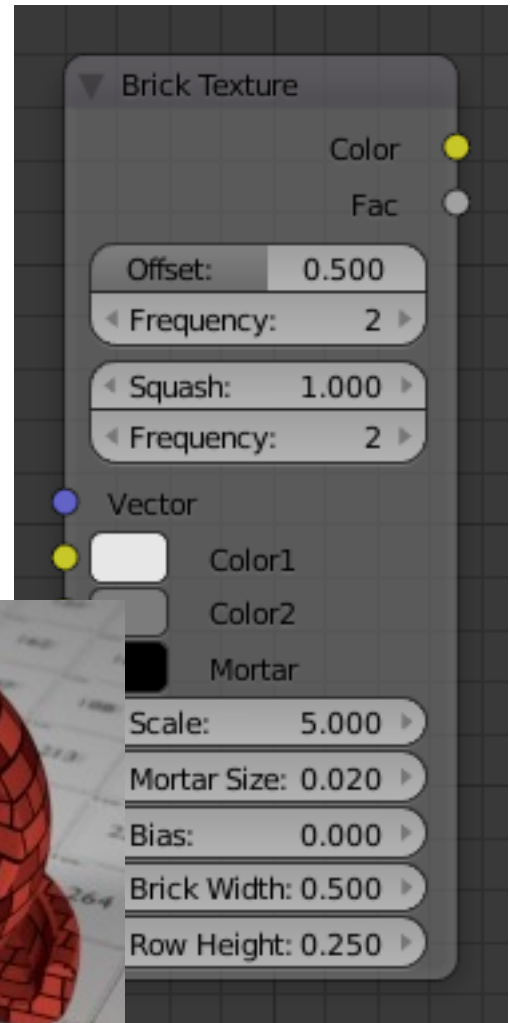 Brick Texture
Color
Fac
Offset: 0.500
Frequency: 2
Squash: 1.000
Frequency: 2
Vector
Color1
Color2
Mortar
Scale: 5.000
Mortar Size: 0.020
Bias: 0.000
Brick Width: 0.500
264
Row Height: 0.250